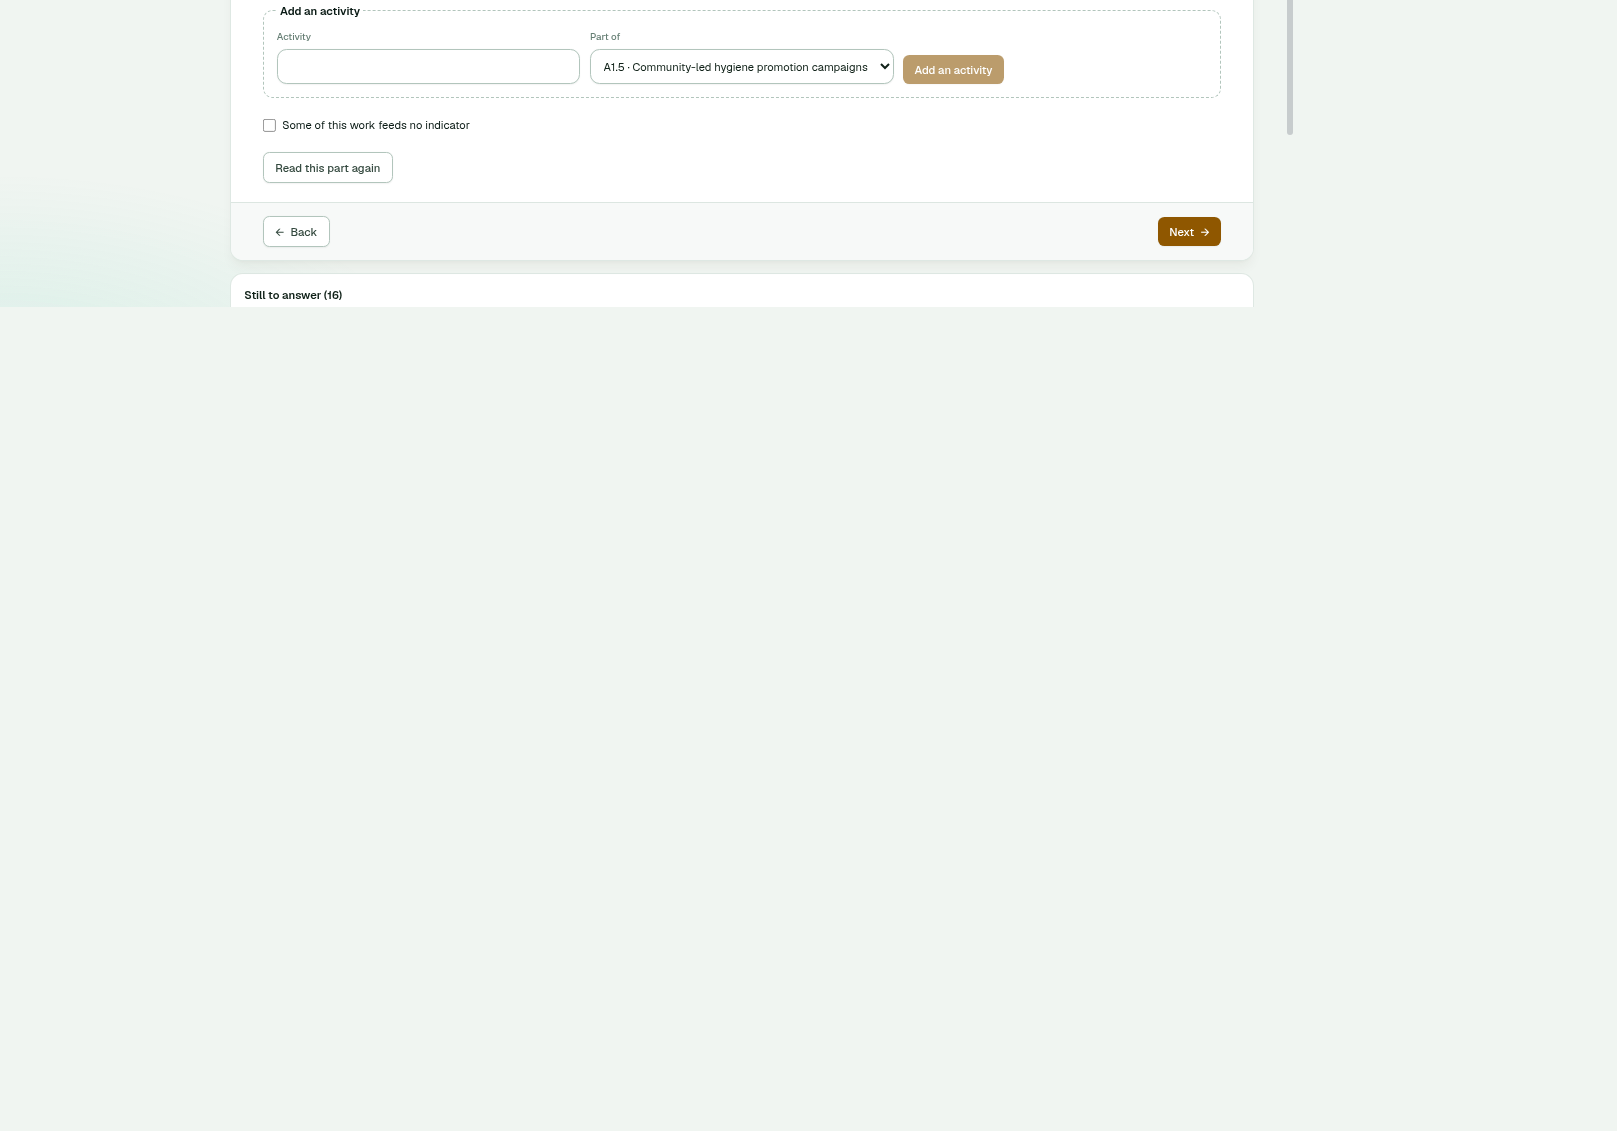 Add an activity
Activity
Part of
A1.5 · Community-led hygiene promotion campaigns
Add an activity
Some of this work feeds no indicator
Read this part again
← Back
Next →
Still to answer (16)